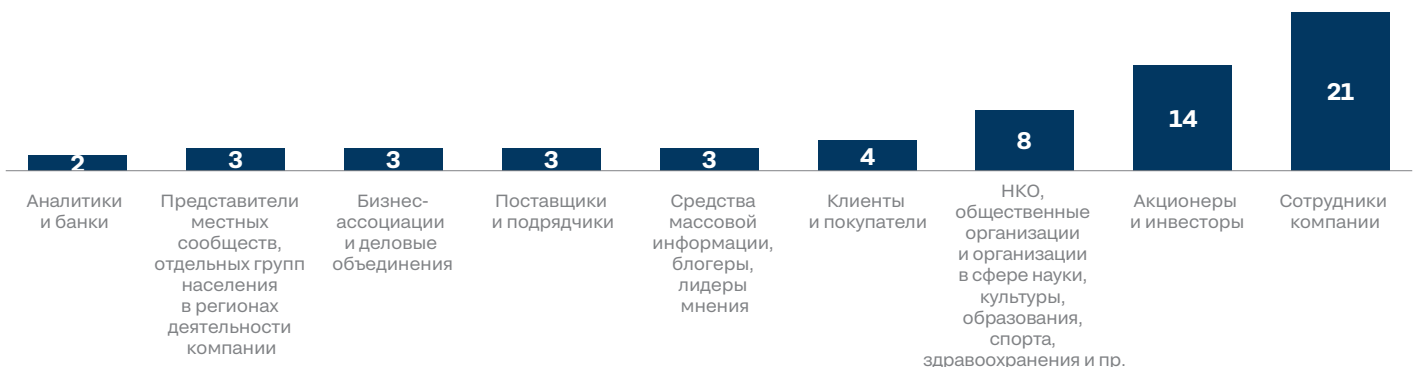 2
3
3
3
3
4
8
14
21
Аналитики
и банки
Представители
местных
сообществ,
отдельных групп
населения
в регионах
деятельности
компании
Бизнес-
ассоциации
и деловые
объединения
Поставщики
и подрядчики
Средства
массовой
информации,
блогеры,
лидеры
мнения
Клиенты
и покупатели
НКО,
общественные
организации
и организации
в сфере науки,
культуры,
образования,
спорта,
здравоохранения и пр.
Акционеры
и инвесторы
Сотрудники
компании